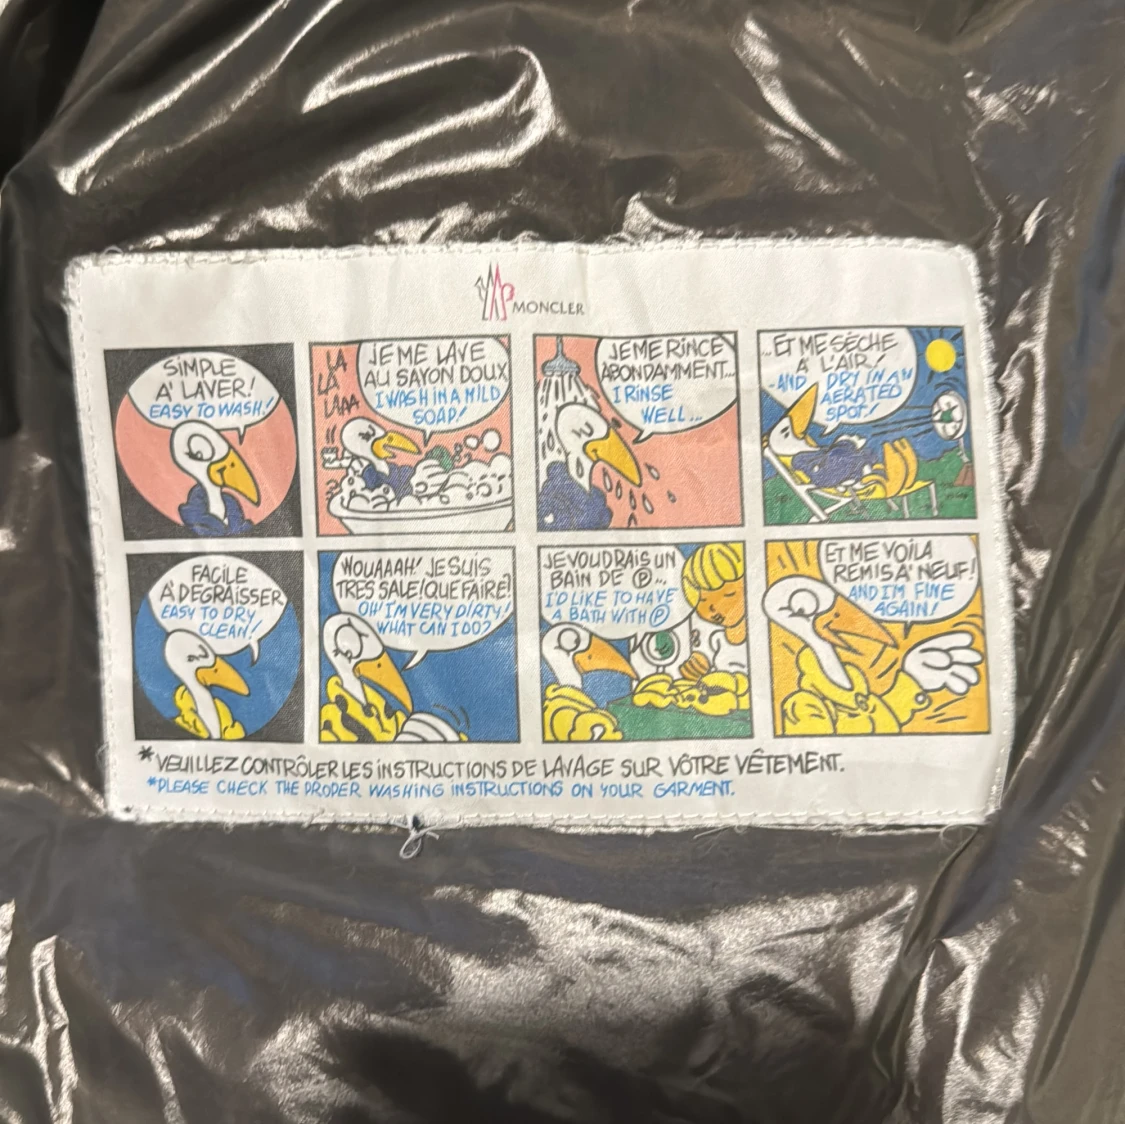 MONCLER
SIMPLE
A' LAVER!
EASY TO WASH!
LA
LA
LAAA
JE ME LAVE
AU SAVON DOUX
I WASH IN A MILD
SOAP!
JE ME RINCE
ABONDAMMENT...
I RINSE
WELL...
...ET ME SÈCHE
A' L'AIR!
-AND DRY IN AN
AERATED
SPOT!
FACILE
A' DEGRAISSER
EASY TO DRY
CLEAN!
WOUAAAH! JE SUIS
TRES SALE! QUE FAIRE?
OH! I'M VERY DIRTY!
WHAT CAN I DO?
JE VOUDRAIS UN
BAIN DE Ⓟ...
I'D LIKE TO HAVE
A BATH WITH Ⓟ
ET ME VOILA
REMIS A' NEUF!
AND I'M FINE
AGAIN!
*VEUILLEZ CONTRÔLER LES INSTRUCTIONS DE LAVAGE SUR VÔTRE VÊTEMENT.
*PLEASE CHECK THE PROPER WASHING INSTRUCTIONS ON YOUR GARMENT.